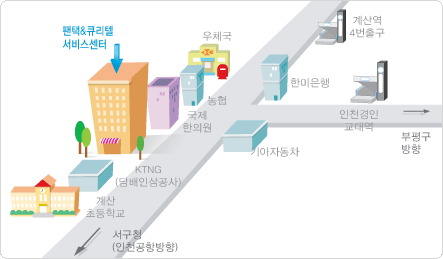 팬택&큐리텔
서비스센터
우체국
계산역
4번출구
한미은행
농협
국제
한의원
인천경인
교대역
부평구
방향
기아자동차
KTNG
(담배인삼공사)
계산
초등학교
서구청
(인천공항방향)